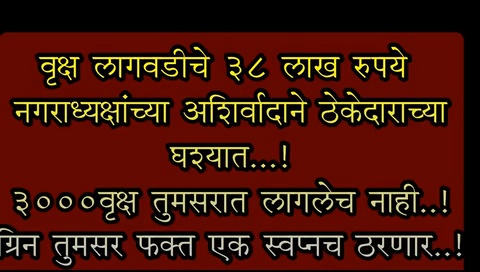 वृक्ष लागवडीचे ३८ लाख रुपये
नगराध्यक्षांच्या अशिर्वादाने ठेकेदाराच्या
घश्यात...!
३०००वृक्ष तुमसरात लागलेच नाही..!
ग्रिन तुमसर फक्त एक स्वप्नच ठरणार..!